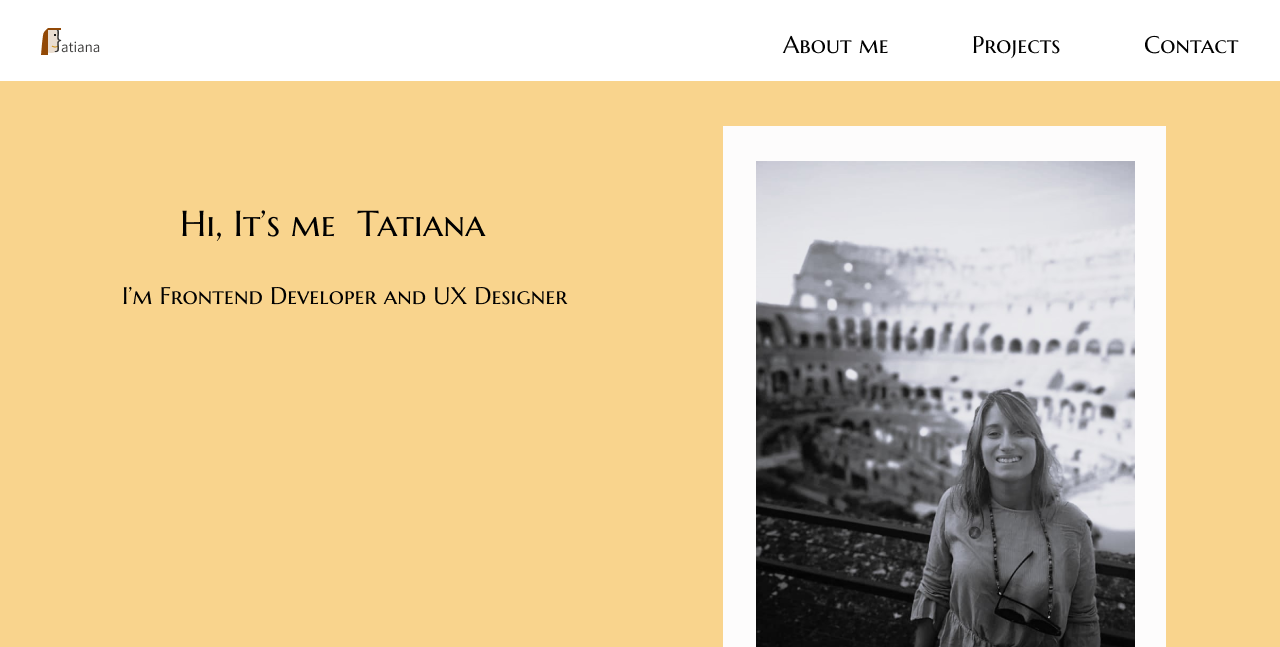 Tatiana
About me
Projects
Contact
Hi, It’s me Tatiana
I’m Frontend Developer and UX Designer